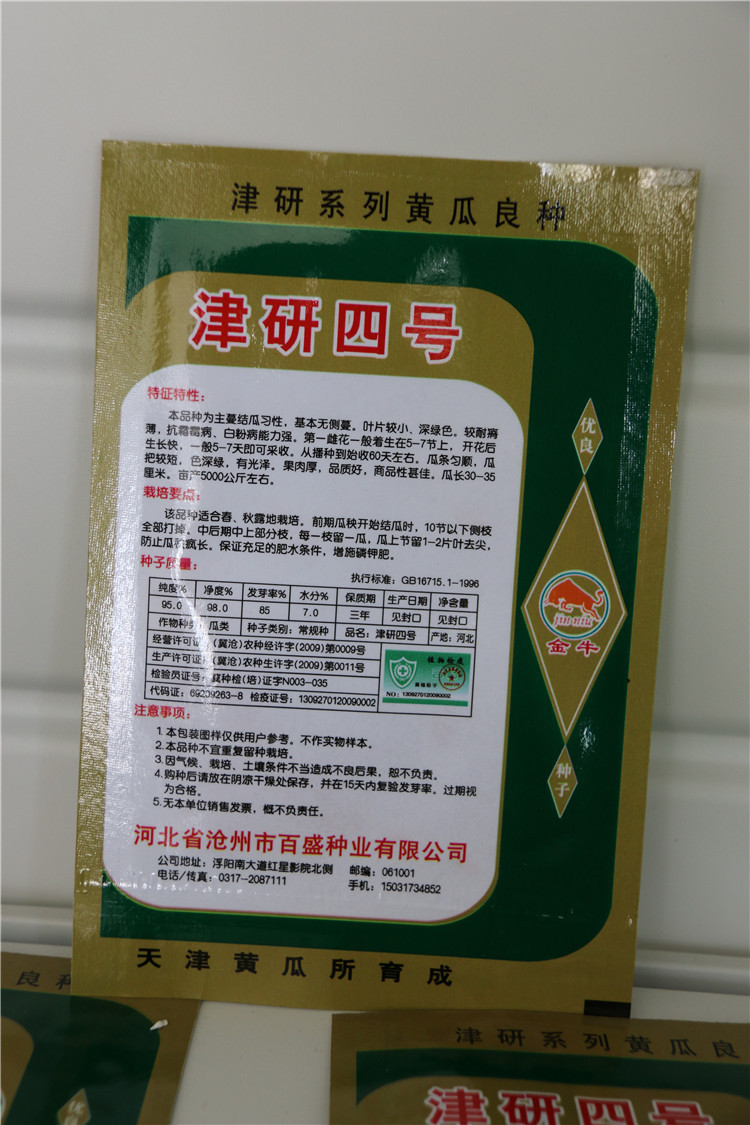 津研系列黄瓜良种
津研四号
特征特性：
本品种为主蔓结瓜习性，基本无侧蔓。叶片较小、深绿色。较耐瘠
薄，抗霜霉病、白粉病能力强。第一雌花一般着生在5-7节上，开花后
生长快，一般5-7天即可采收。从播种到始收60天左右。瓜条匀顺，瓜
把较短，色深绿，有光泽。果肉厚，品质好，商品性甚佳。瓜长30-35
厘米。亩产5000公斤左右。
栽培要点：
该品种适合春、秋露地栽培。前期瓜秧开始结瓜时，10节以下侧枝
全部打掉。中后期中上部分枝，每一枝留一瓜，瓜上节留1-2片叶去尖，
防止瓜秧疯长。保证充足的肥水条件，增施磷钾肥。
种子质量：
执行标准：GB16715.1-1996
纯度% 净度% 发芽率% 水分% 保质期 生产日期 净含量
95.0 98.0 85 7.0 三年 见封口 见封口
作物种类：瓜类 种子类别：常规种 品名：津研四号 产地：河北
经营许可证：(冀沧)农种经许字(2009)第0009号
生产许可证：(冀沧)农种生许字(2009)第0011号
检验员证号：冀种检(培)证字N003-035
代码证：69209263-8 检疫证号：1309270120090002
植物检疫
NO：1309270120090002
注意事项：
1.本包装图样仅供用户参考。不作实物样本。
2.本品种不宜重复留种栽培。
3.因气候、栽培、土壤条件不当造成不良后果，恕不负责。
4.购种后请放在阴凉干燥处保存，并在15天内复验发芽率。过期视
为合格。
5.无本单位销售发票，概不负责任。
河北省沧州市百盛种业有限公司
公司地址：浮阳南大道红星影院北侧 邮编：061001
电话/传真：0317-2087111 手机：15031734852
天津黄瓜所育成
优良
JIN NIU
金牛
种子
良种
优
津研系列黄瓜良
津研四号